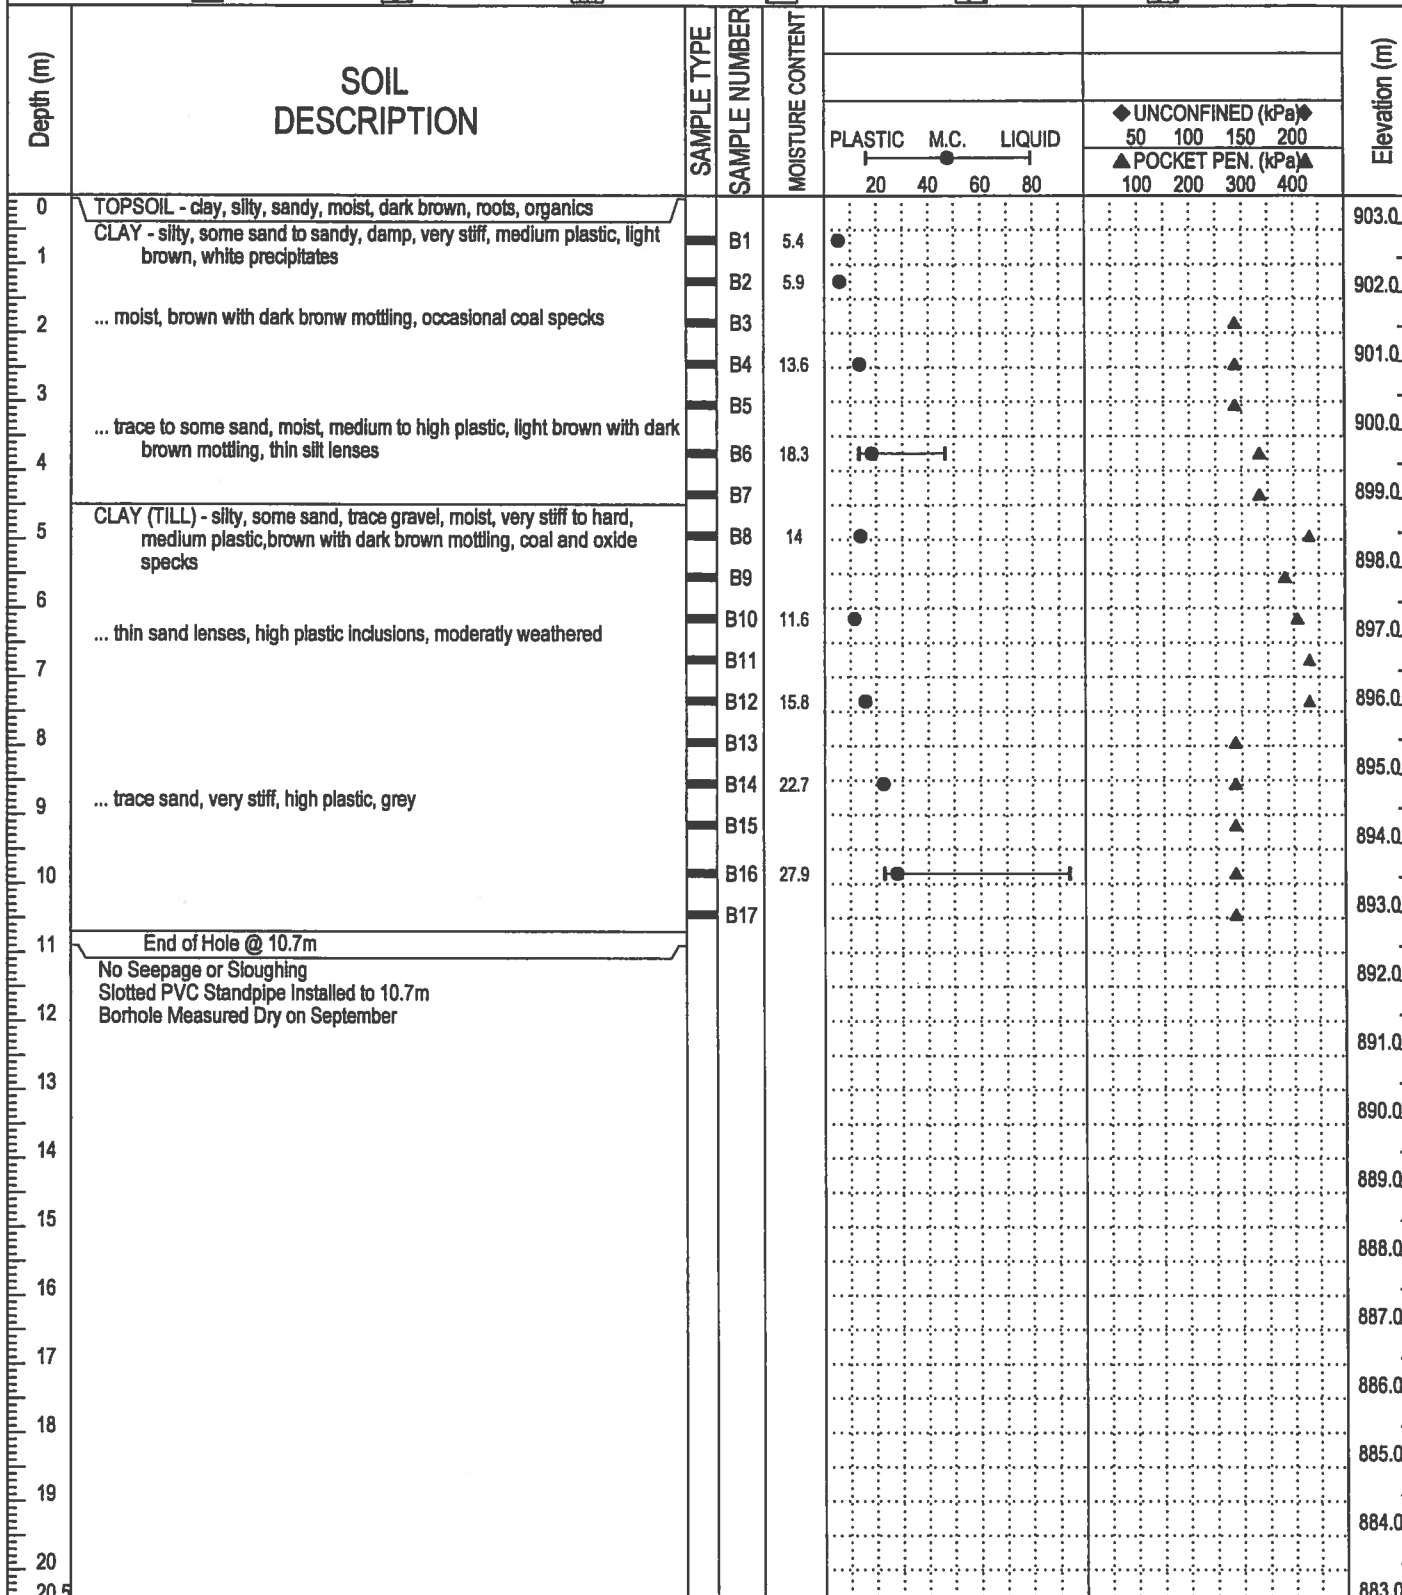 Depth (m)
SOIL
DESCRIPTION
SAMPLE TYPE
SAMPLE NUMBER
MOISTURE CONTENT
PLASTIC M.C. LIQUID
20 40 60 80
◆ UNCONFINED (kPa) ◆
50 100 150 200
▲ POCKET PEN. (kPa) ▲
100 200 300 400
Elevation (m)
0 TOPSOIL - clay, silty, sandy, moist, dark brown, roots, organics
903.0
CLAY - silty, some sand to sandy, damp, very stiff, medium plastic, light
B1 5.4
1 brown, white precipitates
B2 5.9
902.0
2 ... moist, brown with dark bronw mottling, occasional coal specks
B3
901.0
B4 13.6
3
B5
900.0
... trace to some sand, moist, medium to high plastic, light brown with dark
brown mottling, thin silt lenses
B6 18.3
4
899.0
B7
CLAY (TILL) - silty, some sand, trace gravel, moist, very stiff to hard,
5 medium plastic,brown with dark brown mottling, coal and oxide
B8 14
specks
898.0
B9
6
B10 11.6
897.0
... thin sand lenses, high plastic inclusions, moderatly weathered
B11
7
896.0
B12 15.8
8
B13
895.0
B14 22.7
9 ... trace sand, very stiff, high plastic, grey
B15
894.0
10
B16 27.9
893.0
B17
11 End of Hole @ 10.7m
No Seepage or Sloughing
892.0
Slotted PVC Standpipe Installed to 10.7m
12 Borhole Measured Dry on September
891.0
13
890.0
14
889.0
15
888.0
16
887.0
17
886.0
18
885.0
19
884.0
20
20.5
883.0